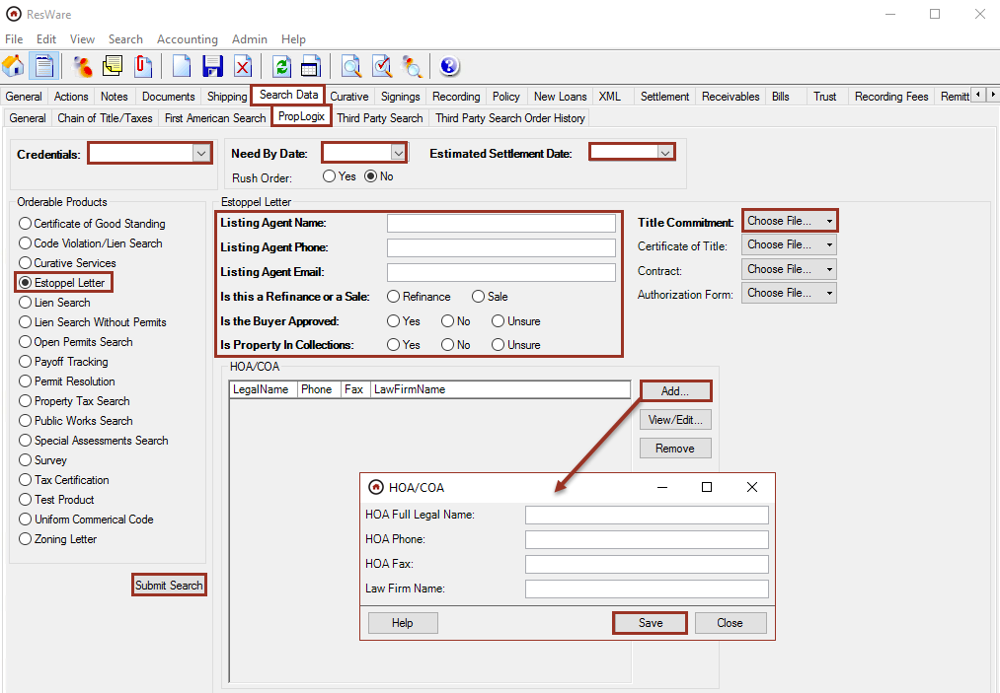 ResWare
File Edit View Search Accounting Admin Help
General Actions Notes Documents Shipping Search Data Curative Signings Recording Policy New Loans XML Settlement Receivables Bills Trust Recording Fees Remitt
General Chain of Title/Taxes First American Search PropLogix Third Party Search Third Party Search Order History
Credentials: Need By Date: Estimated Settlement Date:
Rush Order: Yes No
Orderable Products
Certificate of Good Standing
Code Violation/Lien Search
Curative Services
Estoppel Letter
Lien Search
Lien Search Without Permits
Open Permits Search
Payoff Tracking
Permit Resolution
Property Tax Search
Public Works Search
Special Assessments Search
Survey
Tax Certification
Test Product
Uniform Commerical Code
Zoning Letter
Submit Search
Estoppel Letter
Listing Agent Name:
Listing Agent Phone:
Listing Agent Email:
Is this a Refinance or a Sale: Refinance Sale
Is the Buyer Approved: Yes No Unsure
Is Property In Collections: Yes No Unsure
Title Commitment: Choose File...
Certificate of Title: Choose File...
Contract: Choose File...
Authorization Form: Choose File...
HOA/COA
LegalName Phone Fax LawFirmName
Add...
View/Edit...
Remove
HOA/COA
HOA Full Legal Name:
HOA Phone:
HOA Fax:
Law Firm Name:
Help Save Close